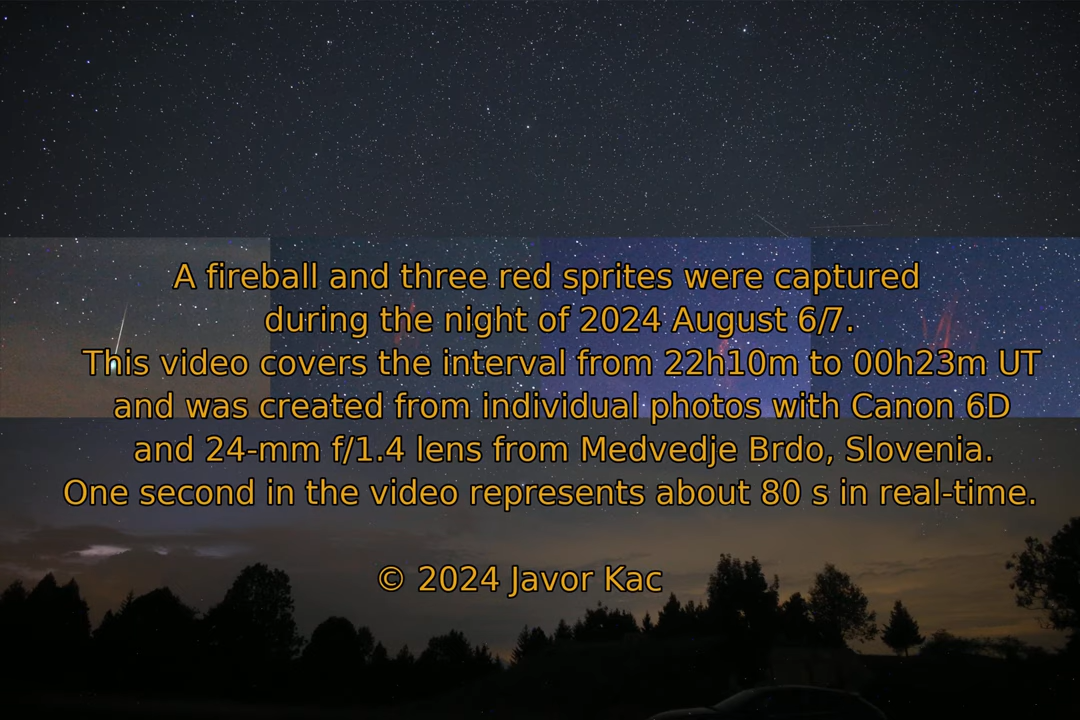 A fireball and three red sprites were captured
during the night of 2024 August 6/7.
This video covers the interval from 22h10m to 00h23m UT
and was created from individual photos with Canon 6D
and 24-mm f/1.4 lens from Medvedje Brdo, Slovenia.
One second in the video represents about 80 s in real-time.
© 2024 Javor Kac